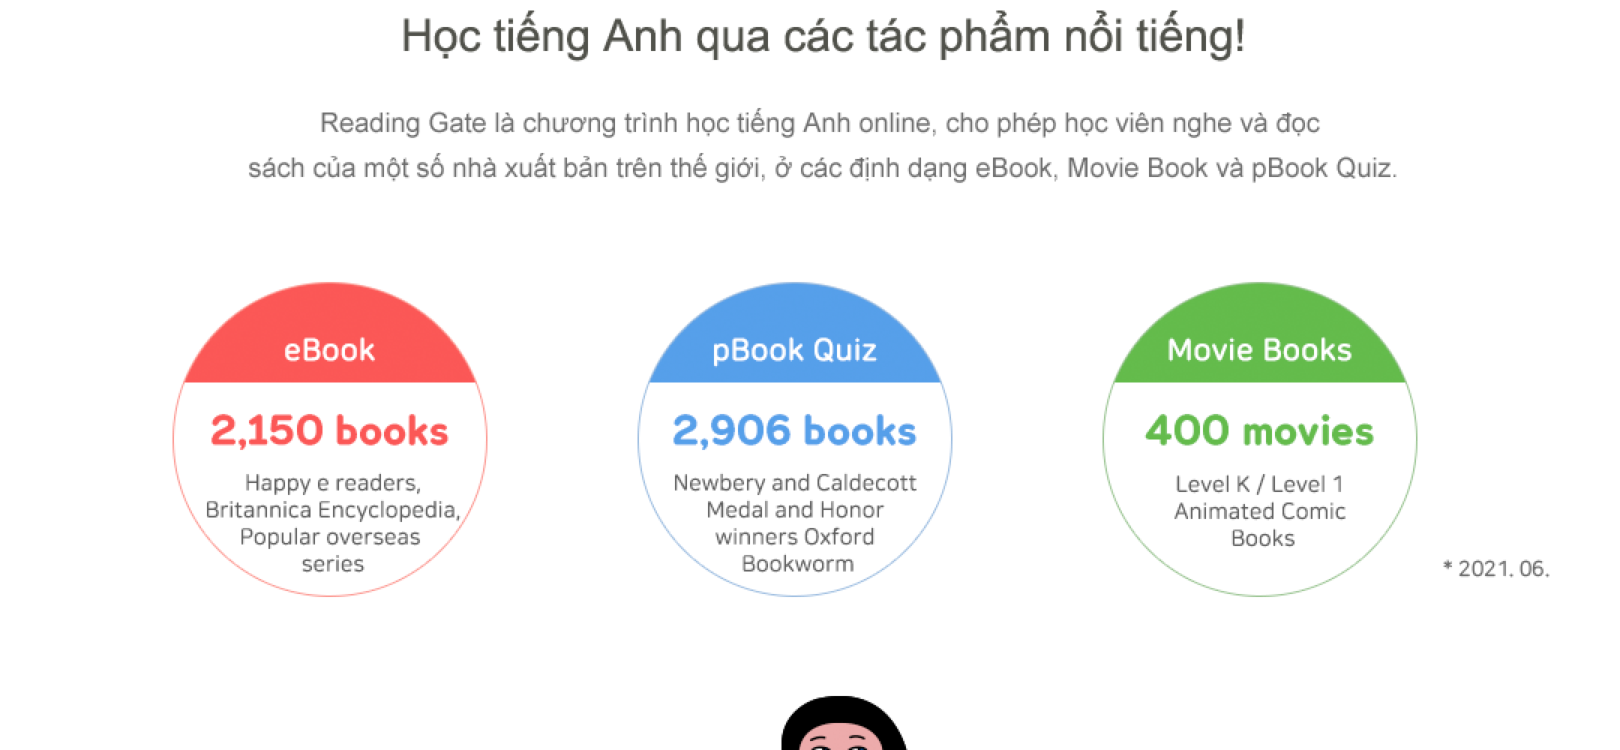 Học tiếng Anh qua các tác phẩm nổi tiếng!
Reading Gate là chương trình học tiếng Anh online, cho phép học viên nghe và đọc
sách của một số nhà xuất bản trên thế giới, ở các định dạng eBook, Movie Book và pBook Quiz.
eBook
2,150 books
Happy e readers,
Britannica Encyclopedia,
Popular overseas
series
pBook Quiz
2,906 books
Newbery and Caldecott
Medal and Honor
winners Oxford
Bookworm
Movie Books
400 movies
Level K / Level 1
Animated Comic
Books
* 2021. 06.